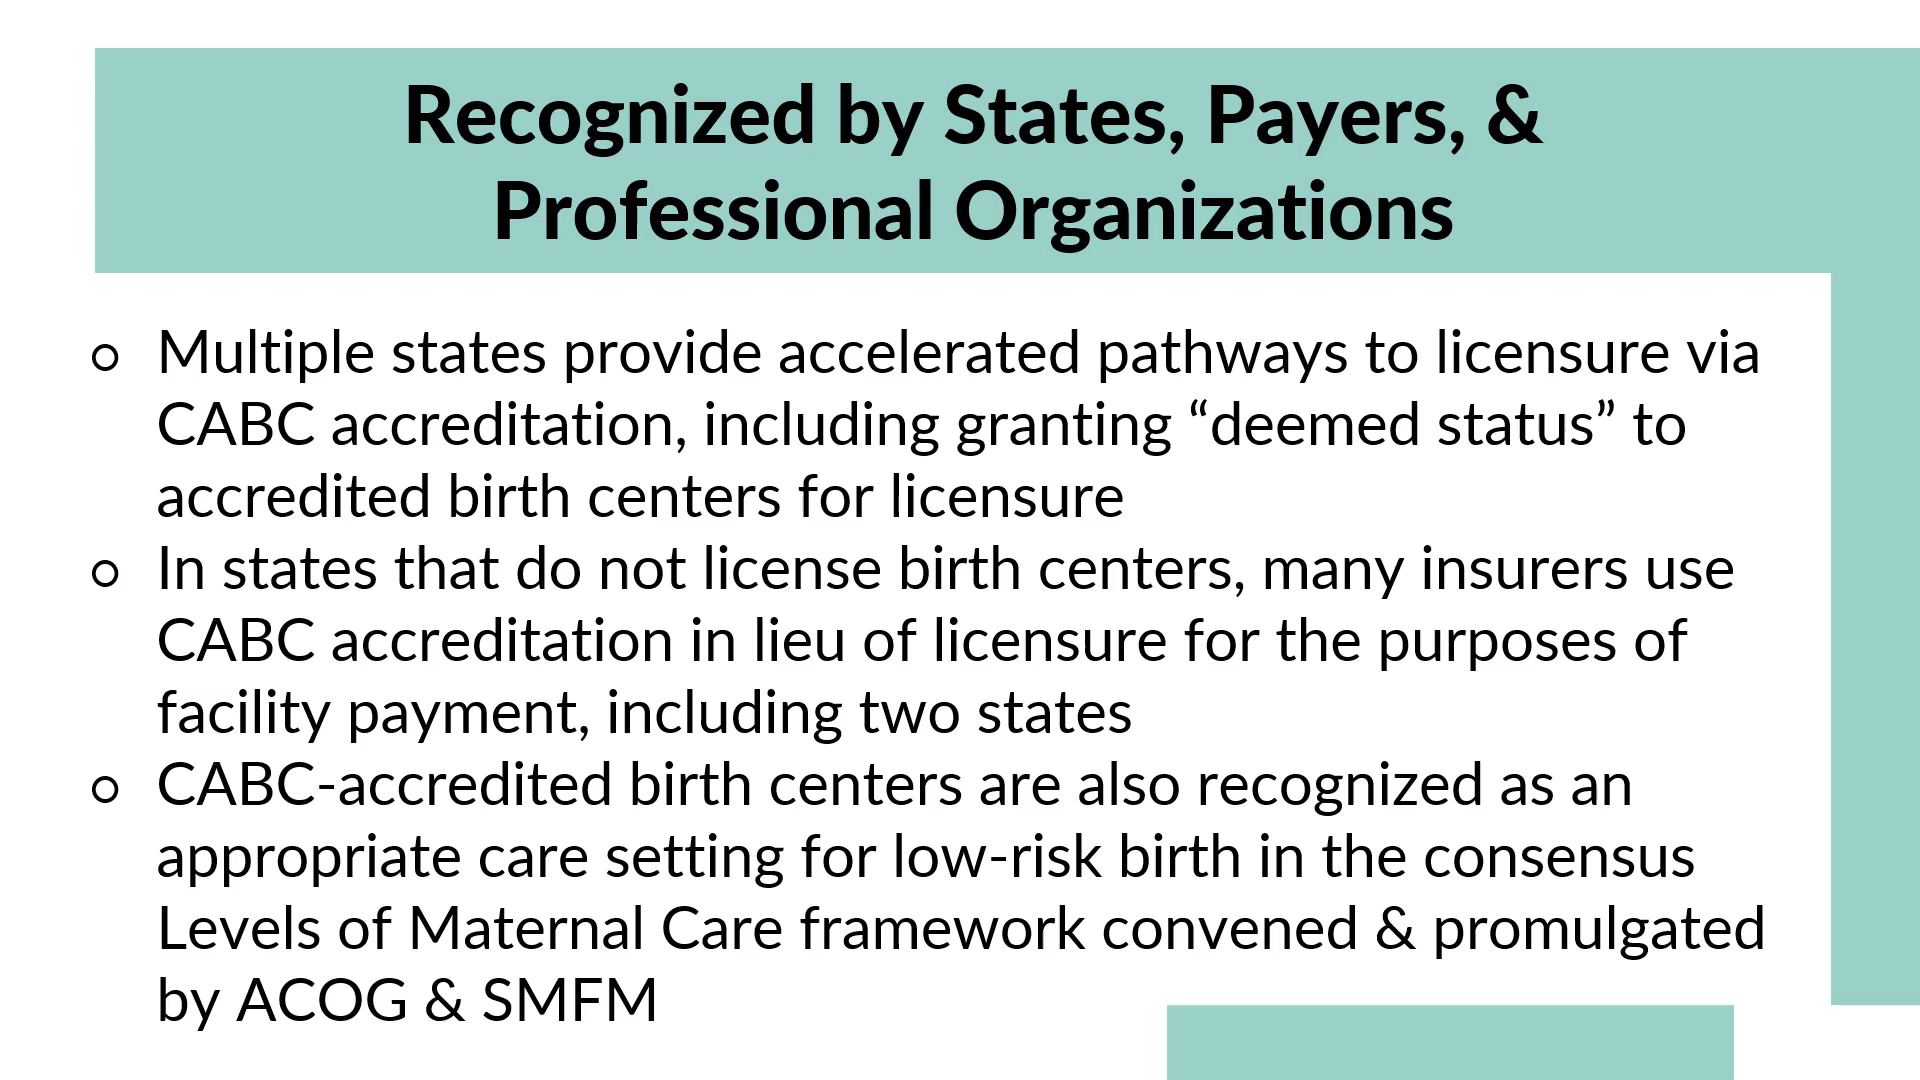 Recognized by States, Payers, &
Professional Organizations
Multiple states provide accelerated pathways to licensure via
CABC accreditation, including granting “deemed status” to
accredited birth centers for licensure
In states that do not license birth centers, many insurers use
CABC accreditation in lieu of licensure for the purposes of
facility payment, including two states
CABC-accredited birth centers are also recognized as an
appropriate care setting for low-risk birth in the consensus
Levels of Maternal Care framework convened & promulgated
by ACOG & SMFM